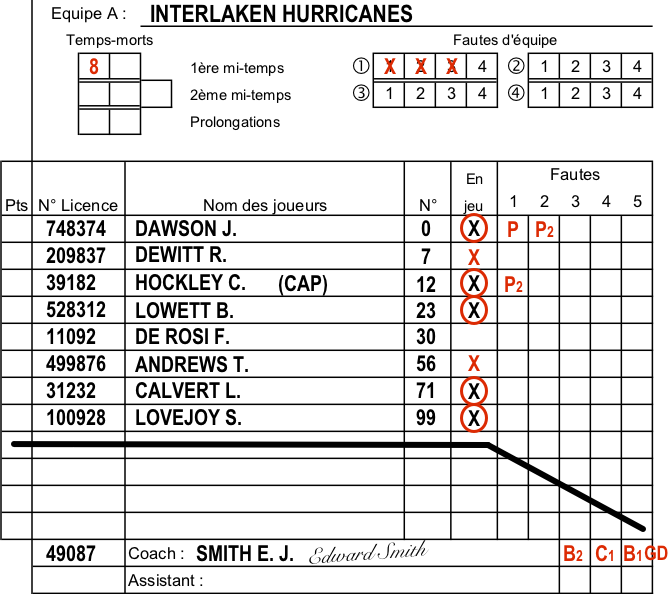 Equipe A : INTERLAKEN HURRICANES
Temps-morts Fautes d'équipe
8 1ère mi-temps ① X X X 4 ② 1 2 3 4
2ème mi-temps ③ 1 2 3 4 ④ 1 2 3 4
Prolongations
En Fautes
Pts N° Licence Nom des joueurs N° jeu 1 2 3 4 5
748374 DAWSON J. 0 X P P2
209837 DEWITT R. 7 X
39182 HOCKLEY C. (CAP) 12 X P2
528312 LOWETT B. 23 X
11092 DE ROSI F. 30
499876 ANDREWS T. 56 X
31232 CALVERT L. 71 X
100928 LOVEJOY S. 99 X
49087 Coach : SMITH E. J. Edward Smith B2 C1 B1GD
Assistant :